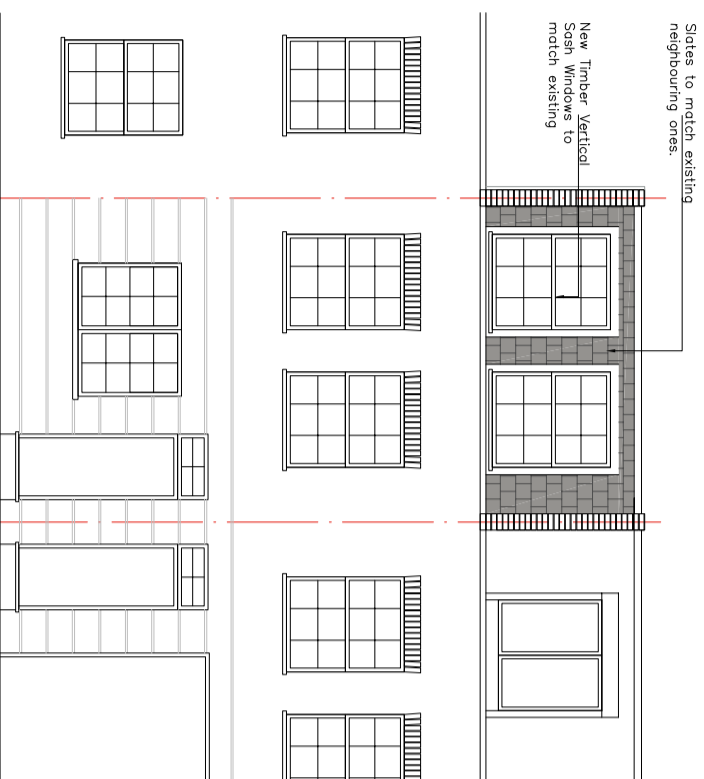 Slates to match existing
neighbouring ones.
New Timber Vertical
Sash Windows to
match existing